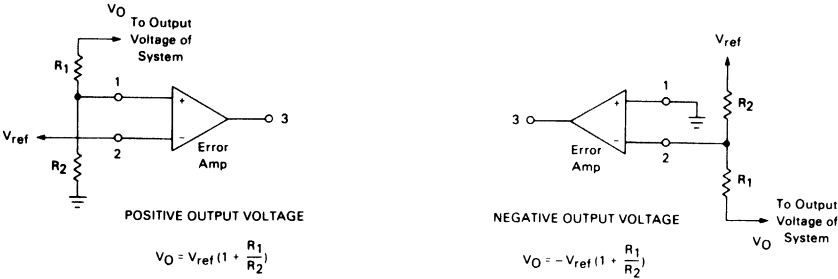 VO
To Output
Voltage of
System
R1
1
+
3
Vref
−
2
Error
Amp
R2
POSITIVE OUTPUT VOLTAGE
VO = Vref (1 + R1/R2)
Vref
1
+
R2
3
−
2
Error
Amp
R1
To Output
Voltage of
System
VO
NEGATIVE OUTPUT VOLTAGE
VO = −Vref (1 + R1/R2)